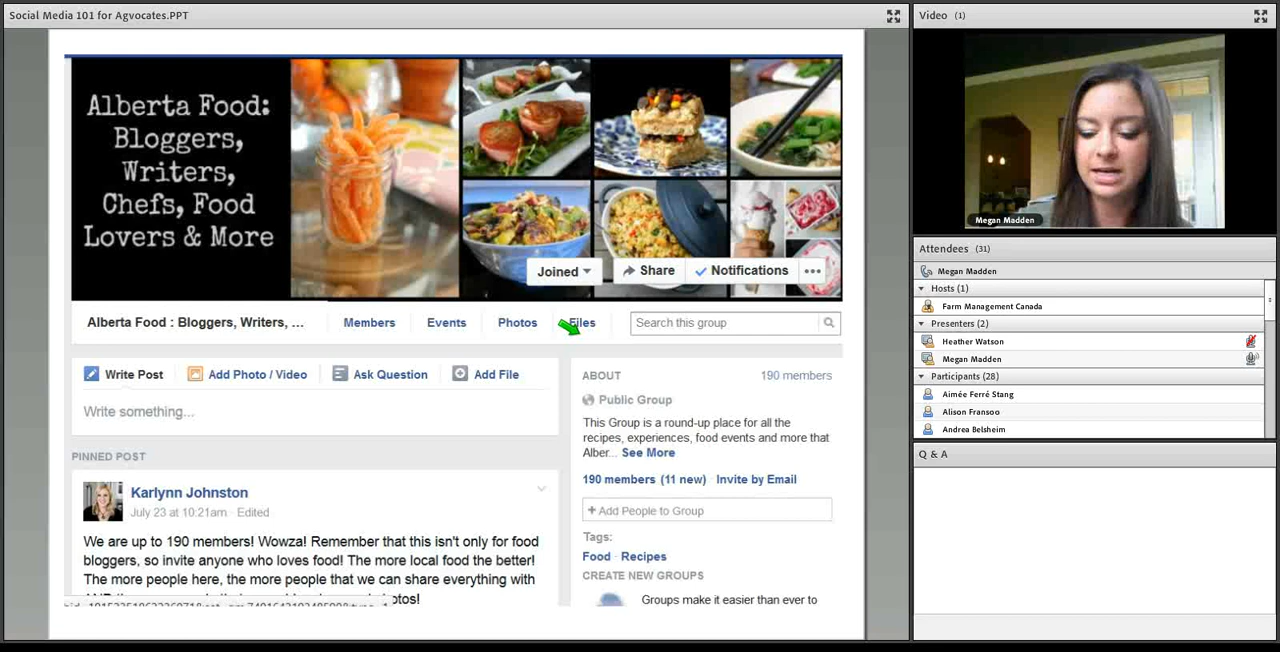 Social Media 101 for Agvocates.PPT
Alberta Food:
Bloggers,
Writers,
Chefs, Food
Lovers & More
Joined
Share
Notifications
Alberta Food : Bloggers, Writers, ...
Members
Events
Photos
Files
Search this group
Write Post
Add Photo / Video
Ask Question
Add File
Write something...
PINNED POST
Karlynn Johnston
July 23 at 10:21am · Edited
We are up to 190 members! Wowza! Remember that this isn't only for food
bloggers, so invite anyone who loves food! The more local food the better!
The more people here, the more people that we can share everything with
otos!
ABOUT
190 members
Public Group
This Group is a round-up place for all the
recipes, experiences, food events and more that
Alber... See More
190 members (11 new) Invite by Email
+ Add People to Group
Tags:
Food · Recipes
CREATE NEW GROUPS
Groups make it easier than ever to
Video (1)
Megan Madden
Attendees (31)
Megan Madden
Hosts (1)
Farm Management Canada
Presenters (2)
Heather Watson
Megan Madden
Participants (28)
Aimée Ferré Stang
Alison Fransoo
Andrea Belsheim
Q & A